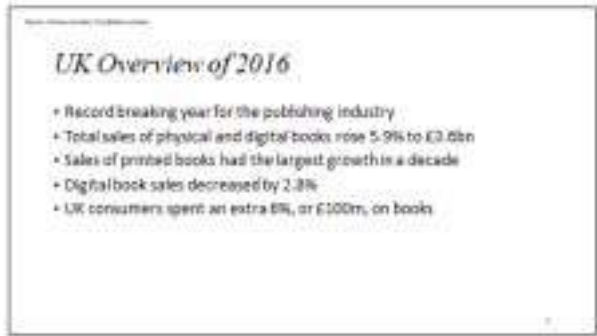 UK Overview of 2016
• Record breaking year for the publishing industry
• Total sales of physical and digital books rose 5.9% to £3.6bn
• Sales of printed books had the largest growth in a decade
• Digital book sales decreased by 2.8%
• UK consumers spent an extra 6%, or £100m, on books